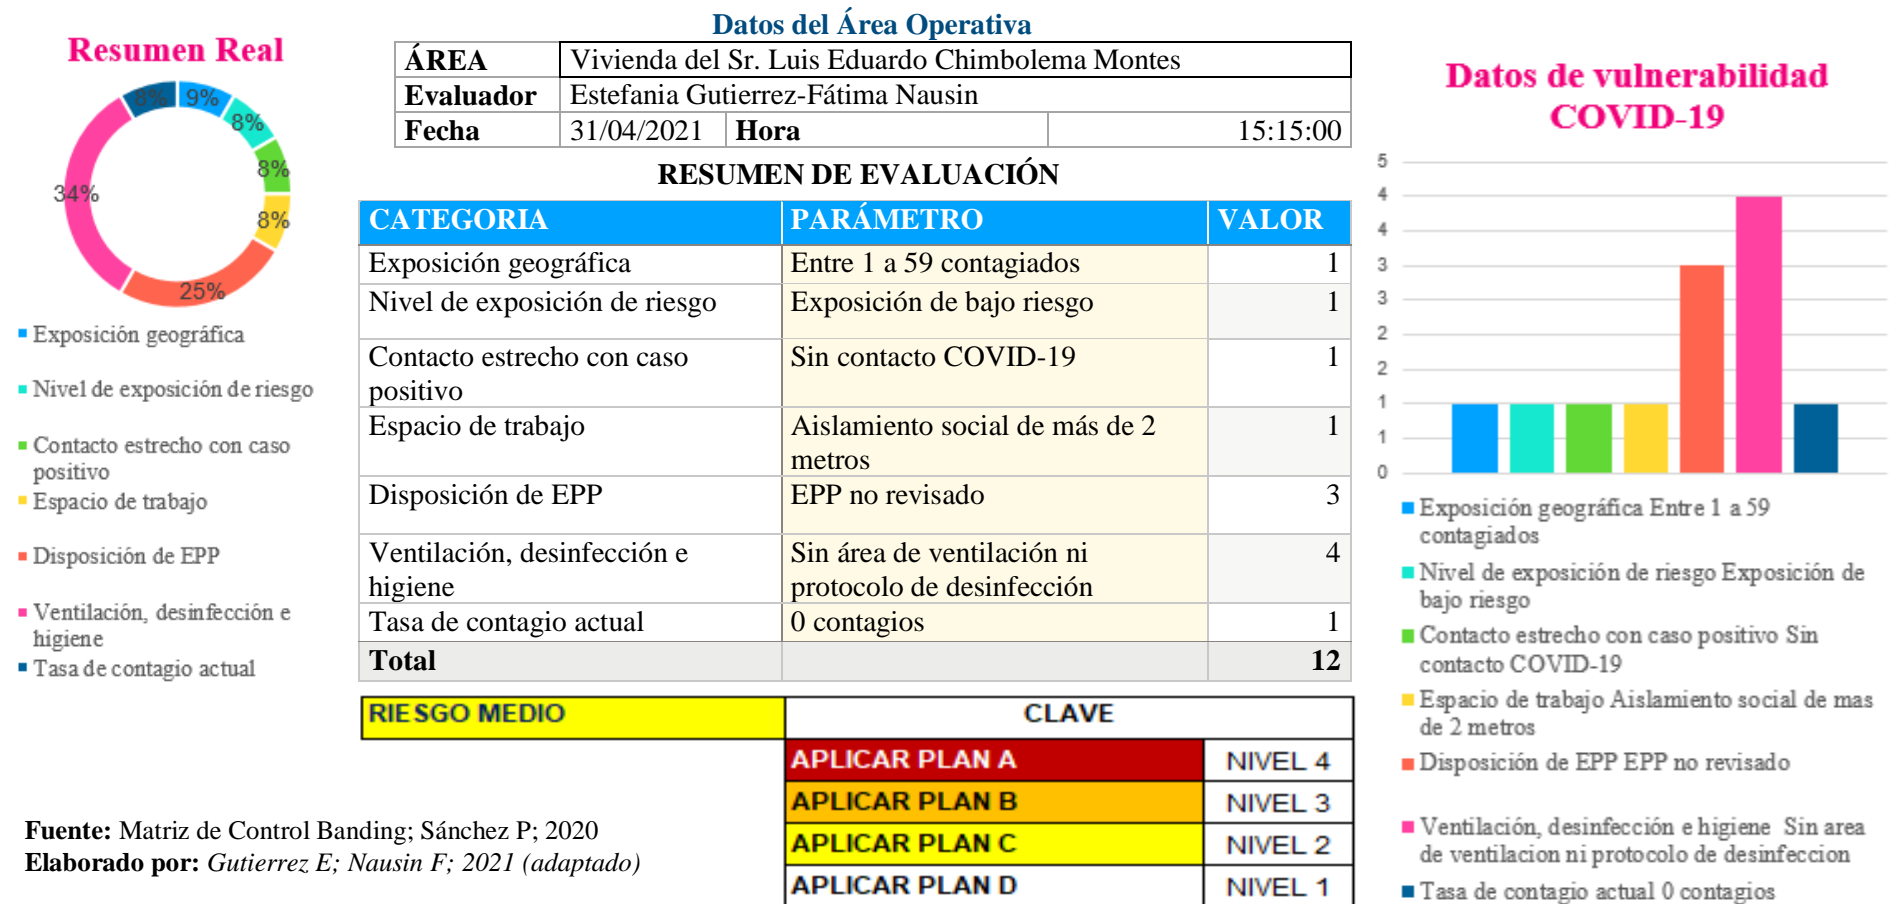 Resumen Real
8%
9%
8%
8%
8%
25%
34%
Exposición geográfica
Nivel de exposición de riesgo
Contacto estrecho con caso
positivo
Espacio de trabajo
Disposición de EPP
Ventilación, desinfección e
higiene
Tasa de contagio actual
Datos del Área Operativa
ÁREA Vivienda del Sr. Luis Eduardo Chimbolema Montes
Evaluador Estefania Gutierrez-Fátima Nausin
Fecha 31/04/2021 Hora 15:15:00
RESUMEN DE EVALUACIÓN
CATEGORIA PARÁMETRO VALOR
Exposición geográfica Entre 1 a 59 contagiados 1
Nivel de exposición de riesgo Exposición de bajo riesgo 1
Contacto estrecho con caso
positivo
Sin contacto COVID-19 1
Espacio de trabajo
Aislamiento social de más de 2
metros
1
Disposición de EPP EPP no revisado 3
Ventilación, desinfección e
higiene
Sin área de ventilación ni
protocolo de desinfección
4
Tasa de contagio actual 0 contagios 1
Total 12
RIESGO MEDIO CLAVE
APLICAR PLAN A NIVEL 4
APLICAR PLAN B NIVEL 3
APLICAR PLAN C NIVEL 2
APLICAR PLAN D NIVEL 1
Fuente: Matriz de Control Banding; Sánchez P; 2020
Elaborado por: Gutierrez E; Nausin F; 2021 (adaptado)
Datos de vulnerabilidad
COVID-19
5
4
4
3
3
2
2
1
1
0
Exposición geográfica Entre 1 a 59
contagiados
Nivel de exposición de riesgo Exposición de
bajo riesgo
Contacto estrecho con caso positivo Sin
contacto COVID-19
Espacio de trabajo Aislamiento social de mas
de 2 metros
Disposición de EPP EPP no revisado
Ventilación, desinfección e higiene Sin area
de ventilacion ni protocolo de desinfeccion
Tasa de contagio actual 0 contagios